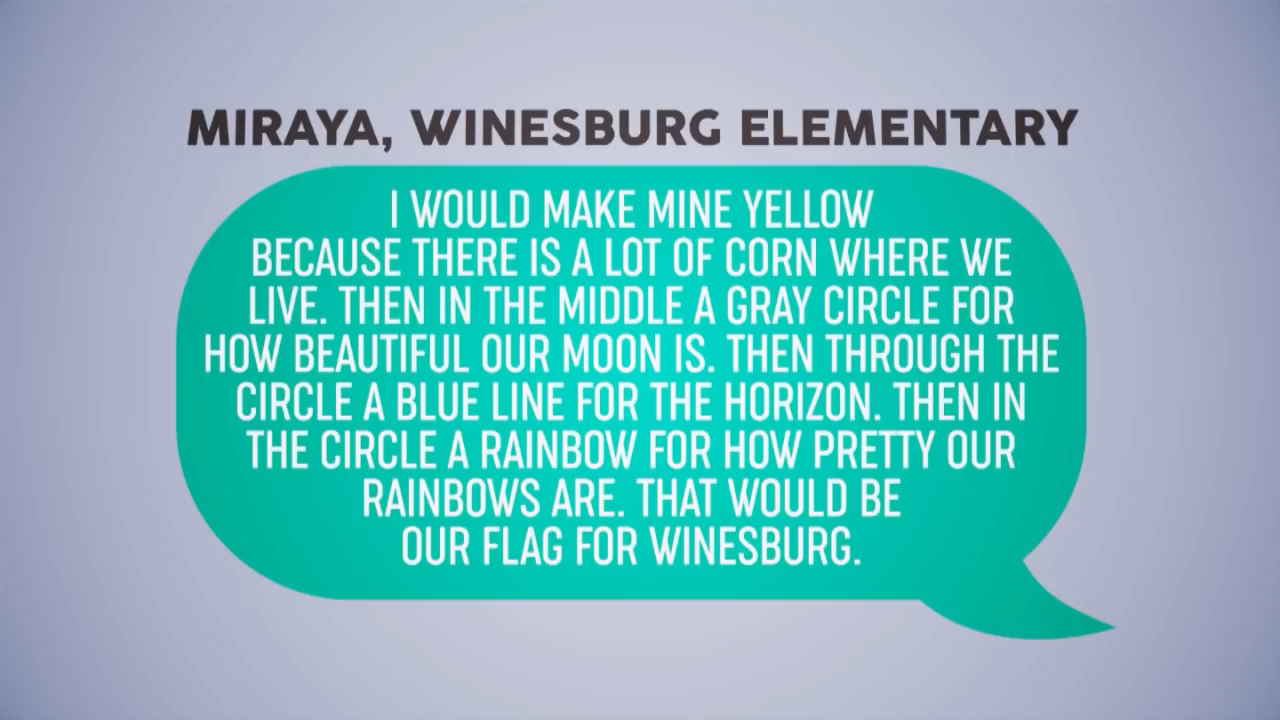 MIRAYA, WINESBURG ELEMENTARY
I WOULD MAKE MINE YELLOW
BECAUSE THERE IS A LOT OF CORN WHERE WE
LIVE. THEN IN THE MIDDLE A GRAY CIRCLE FOR
HOW BEAUTIFUL OUR MOON IS. THEN THROUGH THE
CIRCLE A BLUE LINE FOR THE HORIZON. THEN IN
THE CIRCLE A RAINBOW FOR HOW PRETTY OUR
RAINBOWS ARE. THAT WOULD BE
OUR FLAG FOR WINESBURG.